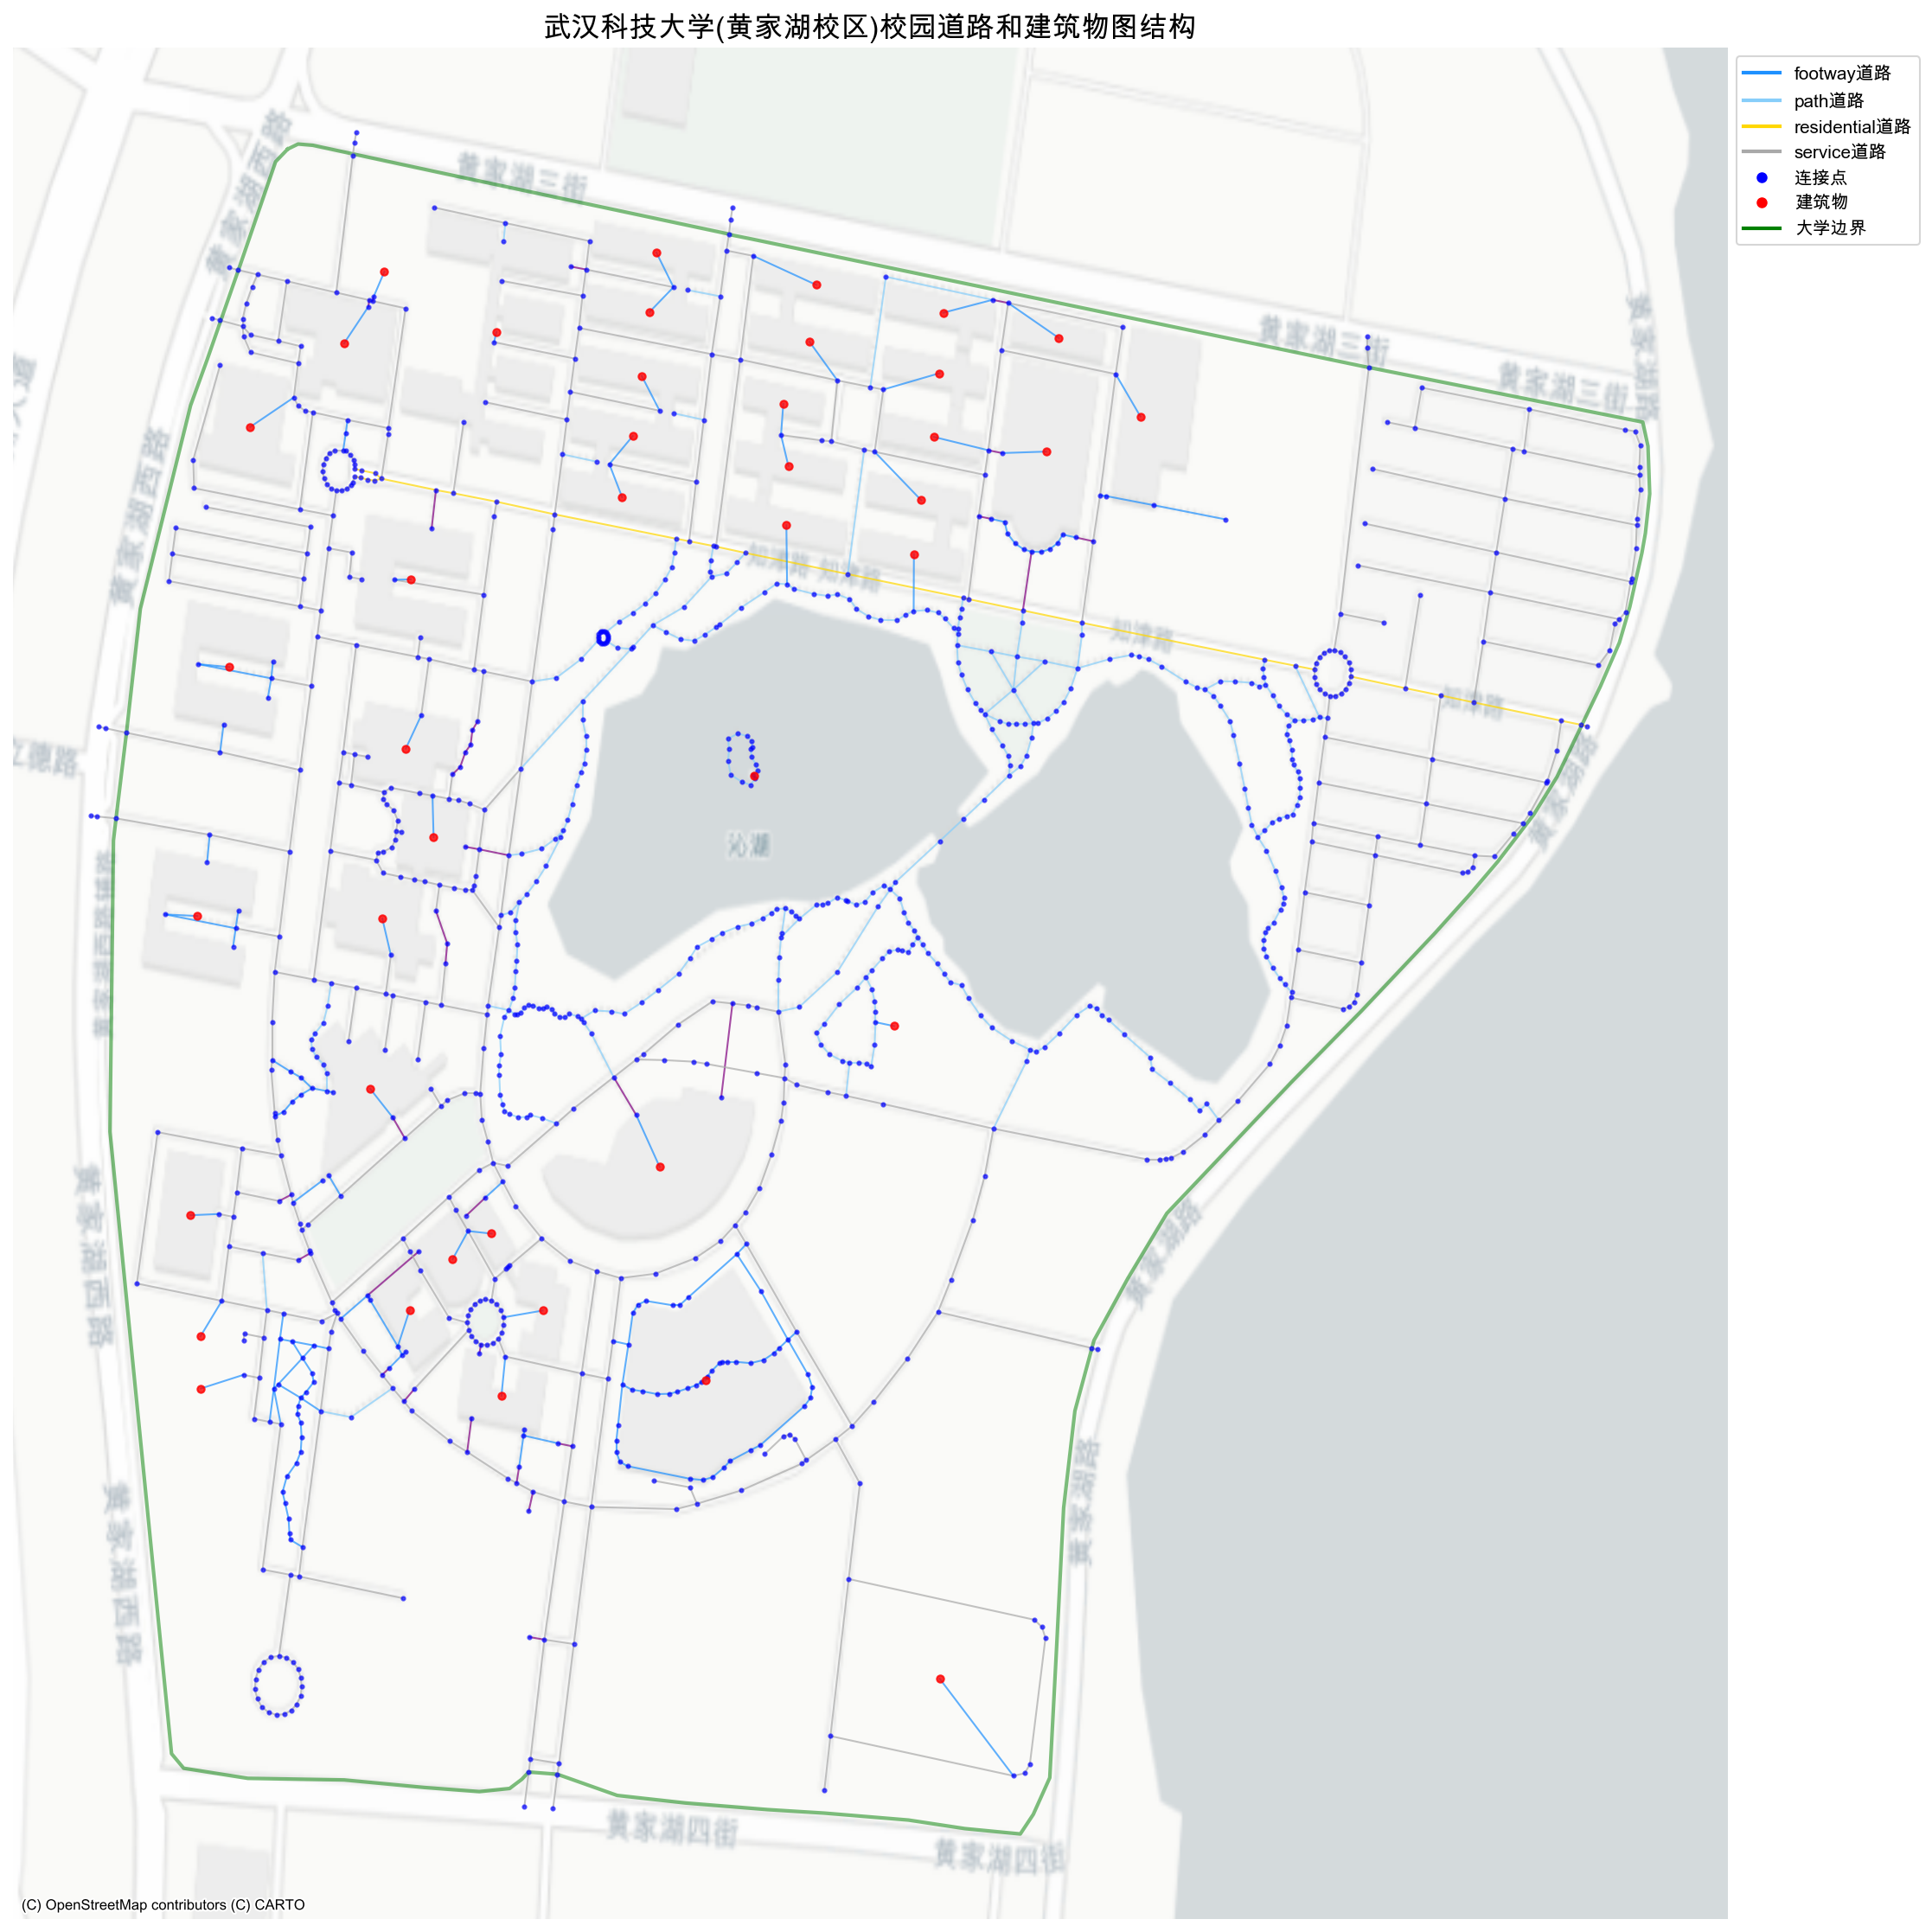 武汉科技大学(黄家湖校区)校园道路和建筑物图结构
footway道路
path道路
residential道路
service道路
连接点
建筑物
大学边界
黄家湖西路
黄家湖三街
黄家湖三街
黄家湖三街
黄家湖路
黄家湖西路
知津路 知津路
知津路
知津路
立德路
沁湖
黄家湖路
黄家湖西路辅路
黄家湖西路
黄家湖路
黄家湖西路
黄家湖路
黄家湖四街
黄家湖四街
(C) OpenStreetMap contributors (C) CARTO